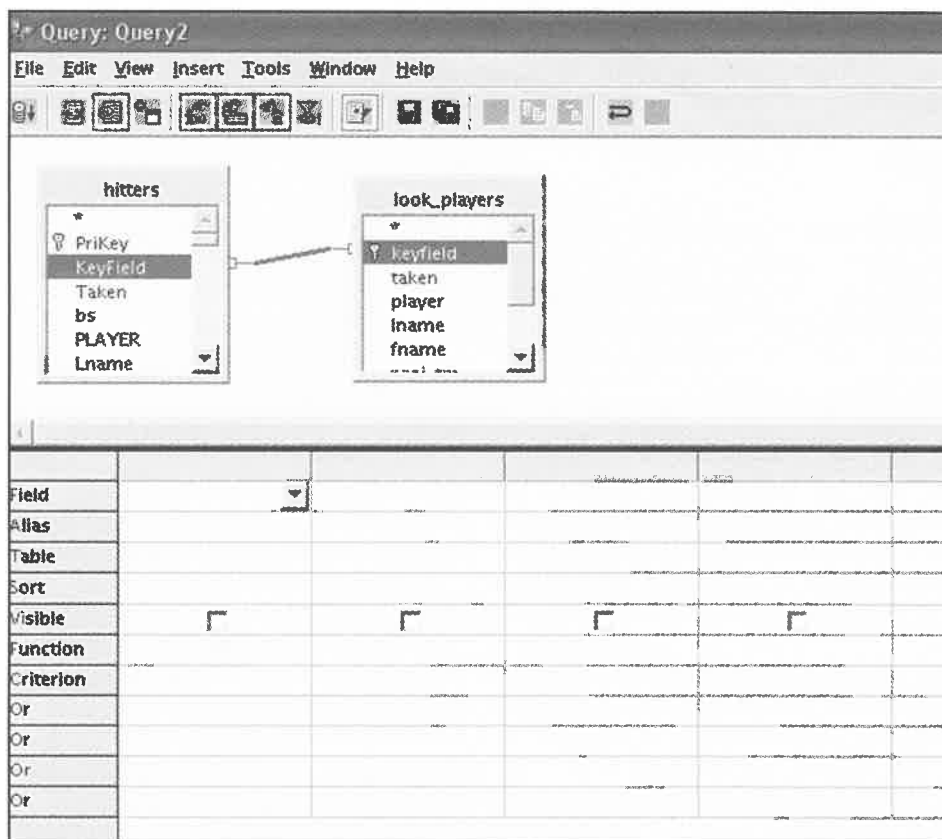 Query: Query2
File Edit View Insert Tools Window Help
hitters
*
PriKey
KeyField
Taken
bs
PLAYER
Lname
look_players
*
keyfield
taken
player
lname
fname
Field
Alias
Table
Sort
Visible
Function
Criterion
Or
Or
Or
Or